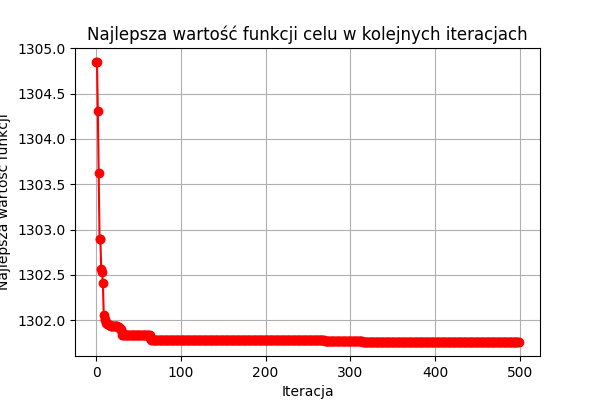 Najlepsza wartość funkcji celu w kolejnych iteracjach
Najlepsza wartość funkcji
1305.0
1304.5
1304.0
1303.5
1303.0
1302.5
1302.0
0 100 200 300 400 500
Iteracja